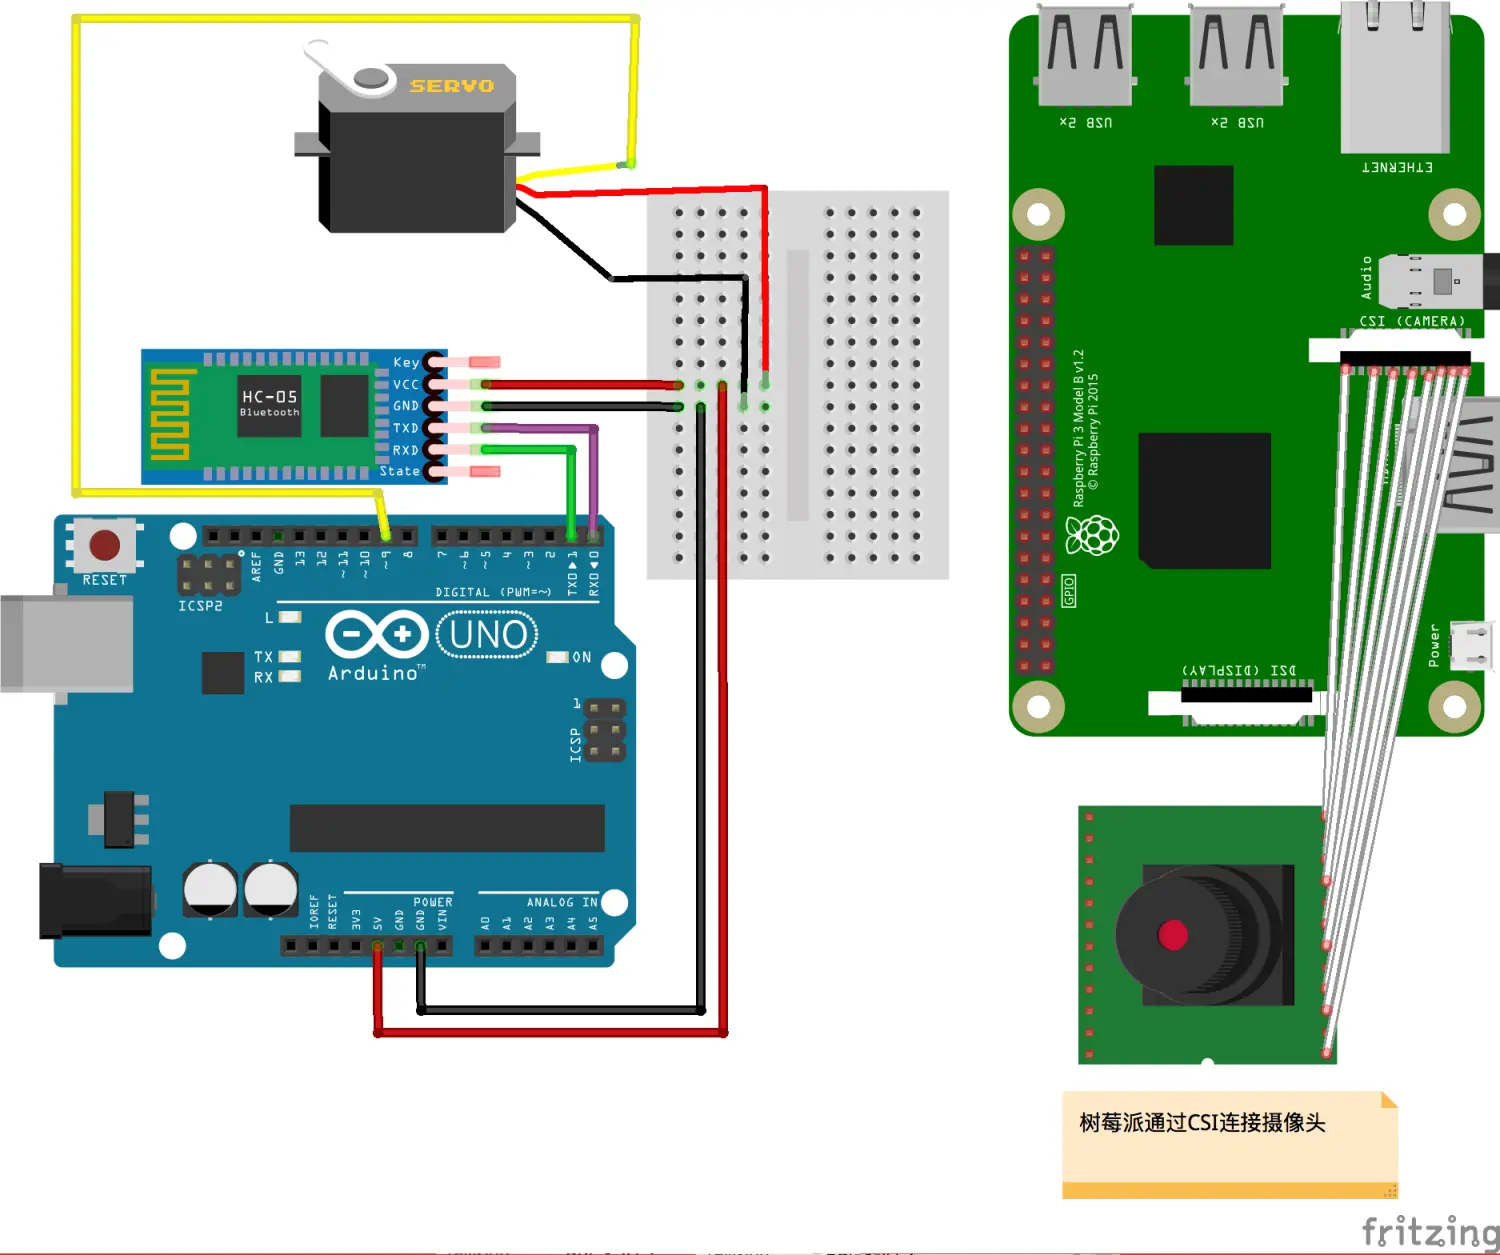 SERVO
Key
VCC
GND
TXD
RXD
State
HC-05
Bluetooth
RESET
ICSP2
AREF
GND
13
12
~11
~10
~9
8
7
~6
~5
4
~3
2
TX0▶1
RX0◀0
DIGITAL (PWM=~)
L
TX
RX
UNO
Arduino™
ON
1
ICSP
IOREF
RESET
3V3
5V
GND
GND
VIN
POWER
ANALOG IN
A0
A1
A2
A3
A4
A5
USB 2x
USB 2x
ETHERNET
Audio
CSI (CAMERA)
Raspberry Pi 3 Model B v1.2
© Raspberry Pi 2015
GPIO
Power
DSI (DISPLAY)
树莓派通过CSI连接摄像头
fritzing